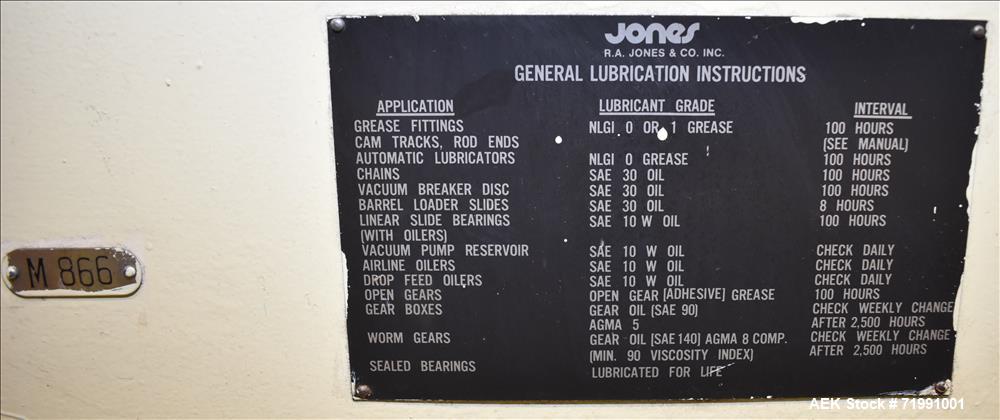 Jones
R.A. JONES & CO. INC.
GENERAL LUBRICATION INSTRUCTIONS
APPLICATION LUBRICANT GRADE INTERVAL
GREASE FITTINGS NLGI 0 OR 1 GREASE 100 HOURS
CAM TRACKS, ROD ENDS (SEE MANUAL)
AUTOMATIC LUBRICATORS NLGI 0 GREASE 100 HOURS
CHAINS SAE 30 OIL 100 HOURS
VACUUM BREAKER DISC SAE 30 OIL 100 HOURS
BARREL LOADER SLIDES SAE 30 OIL 8 HOURS
LINEAR SLIDE BEARINGS SAE 10 W OIL 100 HOURS
(WITH OILERS)
VACUUM PUMP RESERVOIR SAE 10 W OIL CHECK DAILY
AIRLINE OILERS SAE 10 W OIL CHECK DAILY
DROP FEED OILERS SAE 10 W OIL CHECK DAILY
OPEN GEARS OPEN GEAR (ADHESIVE) GREASE 100 HOURS
GEAR BOXES GEAR OIL (SAE 90) CHECK WEEKLY CHANGE
AGMA 5 AFTER 2,500 HOURS
WORM GEARS GEAR OIL (SAE 140) AGMA 8 COMP. CHECK WEEKLY CHANGE
(MIN. 90 VISCOSITY INDEX) AFTER 2,500 HOURS
SEALED BEARINGS LUBRICATED FOR LIFE
M 866
AEK Stock # 71991001